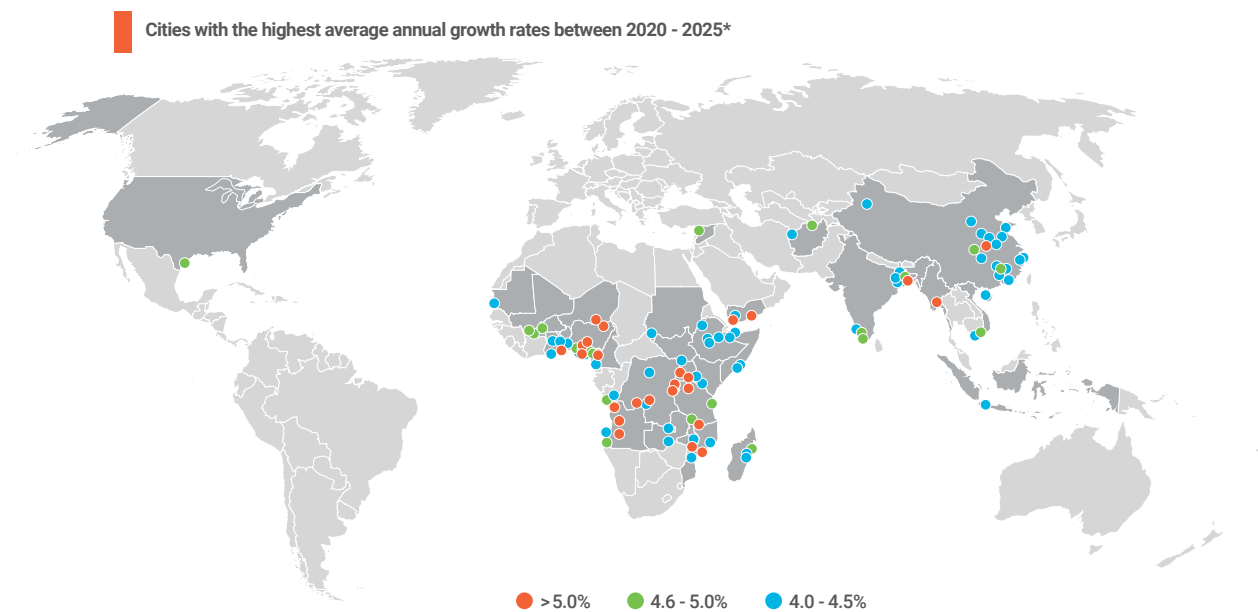 Cities with the highest average annual growth rates between 2020 - 2025*
>5.0%
4.6 - 5.0%
4.0 - 4.5%